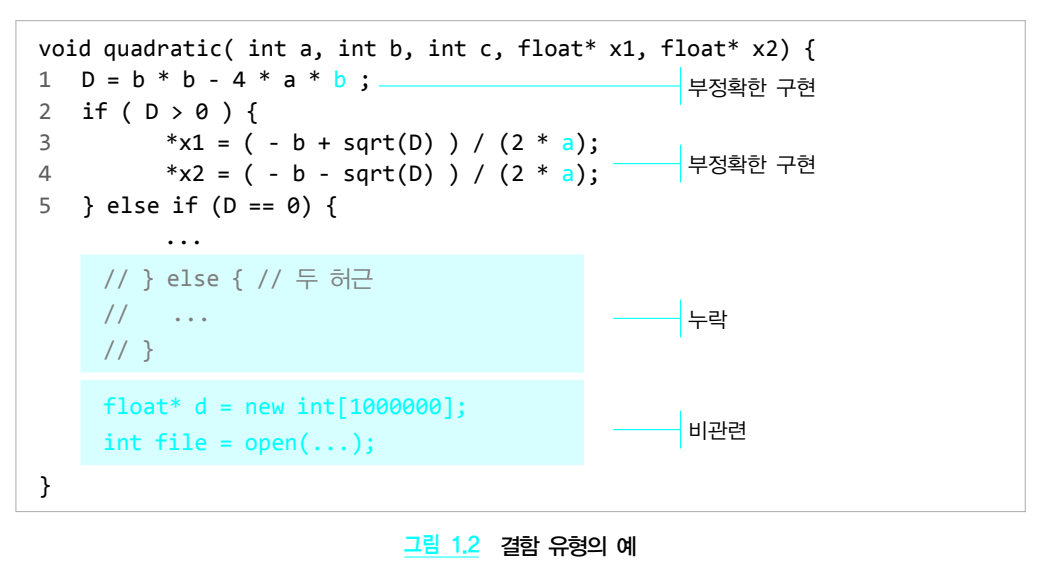 void quadratic( int a, int b, int c, float* x1, float* x2) {
1 D = b * b - 4 * a * b ; 부정확한 구현
2 if ( D > 0 ) {
3 *x1 = ( - b + sqrt(D) ) / (2 * a);
부정확한 구현
4 *x2 = ( - b - sqrt(D) ) / (2 * a);
5 } else if (D == 0) {
...
// } else { // 두 허근
// ... 누락
// }
float* d = new int[1000000];
비관련
int file = open(...);
}
그림 1.2 결함 유형의 예